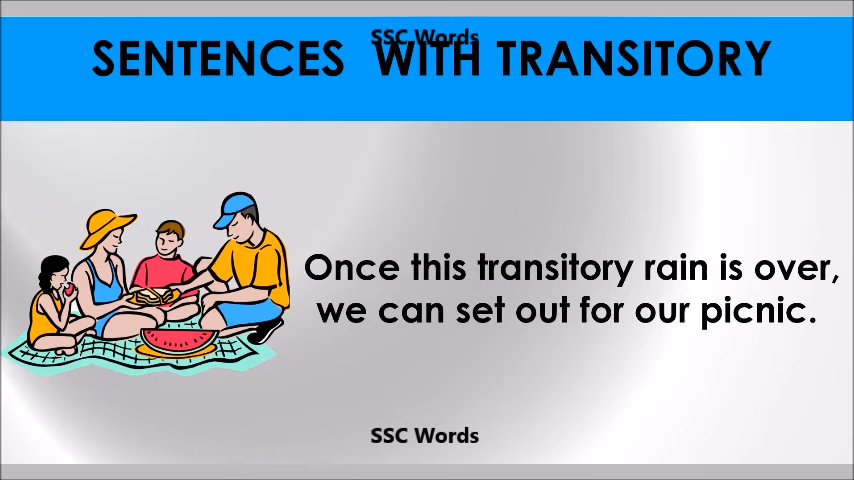 SSC Words
SENTENCES WITH TRANSITORY
Once this transitory rain is over,
we can set out for our picnic.
SSC Words